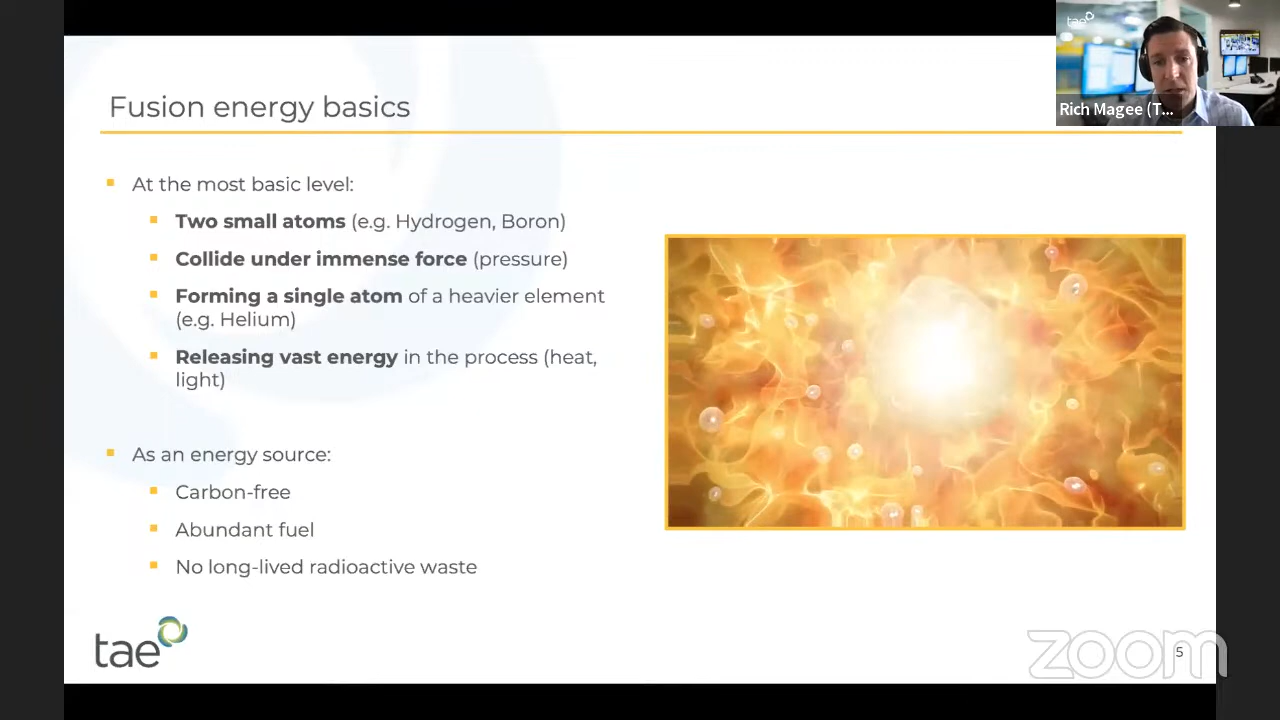 tae
Rich Magee (T...
Fusion energy basics
At the most basic level:
Two small atoms (e.g. Hydrogen, Boron)
Collide under immense force (pressure)
Forming a single atom of a heavier element
(e.g. Helium)
Releasing vast energy in the process (heat,
light)
As an energy source:
Carbon-free
Abundant fuel
No long-lived radioactive waste
tae
zoom
5